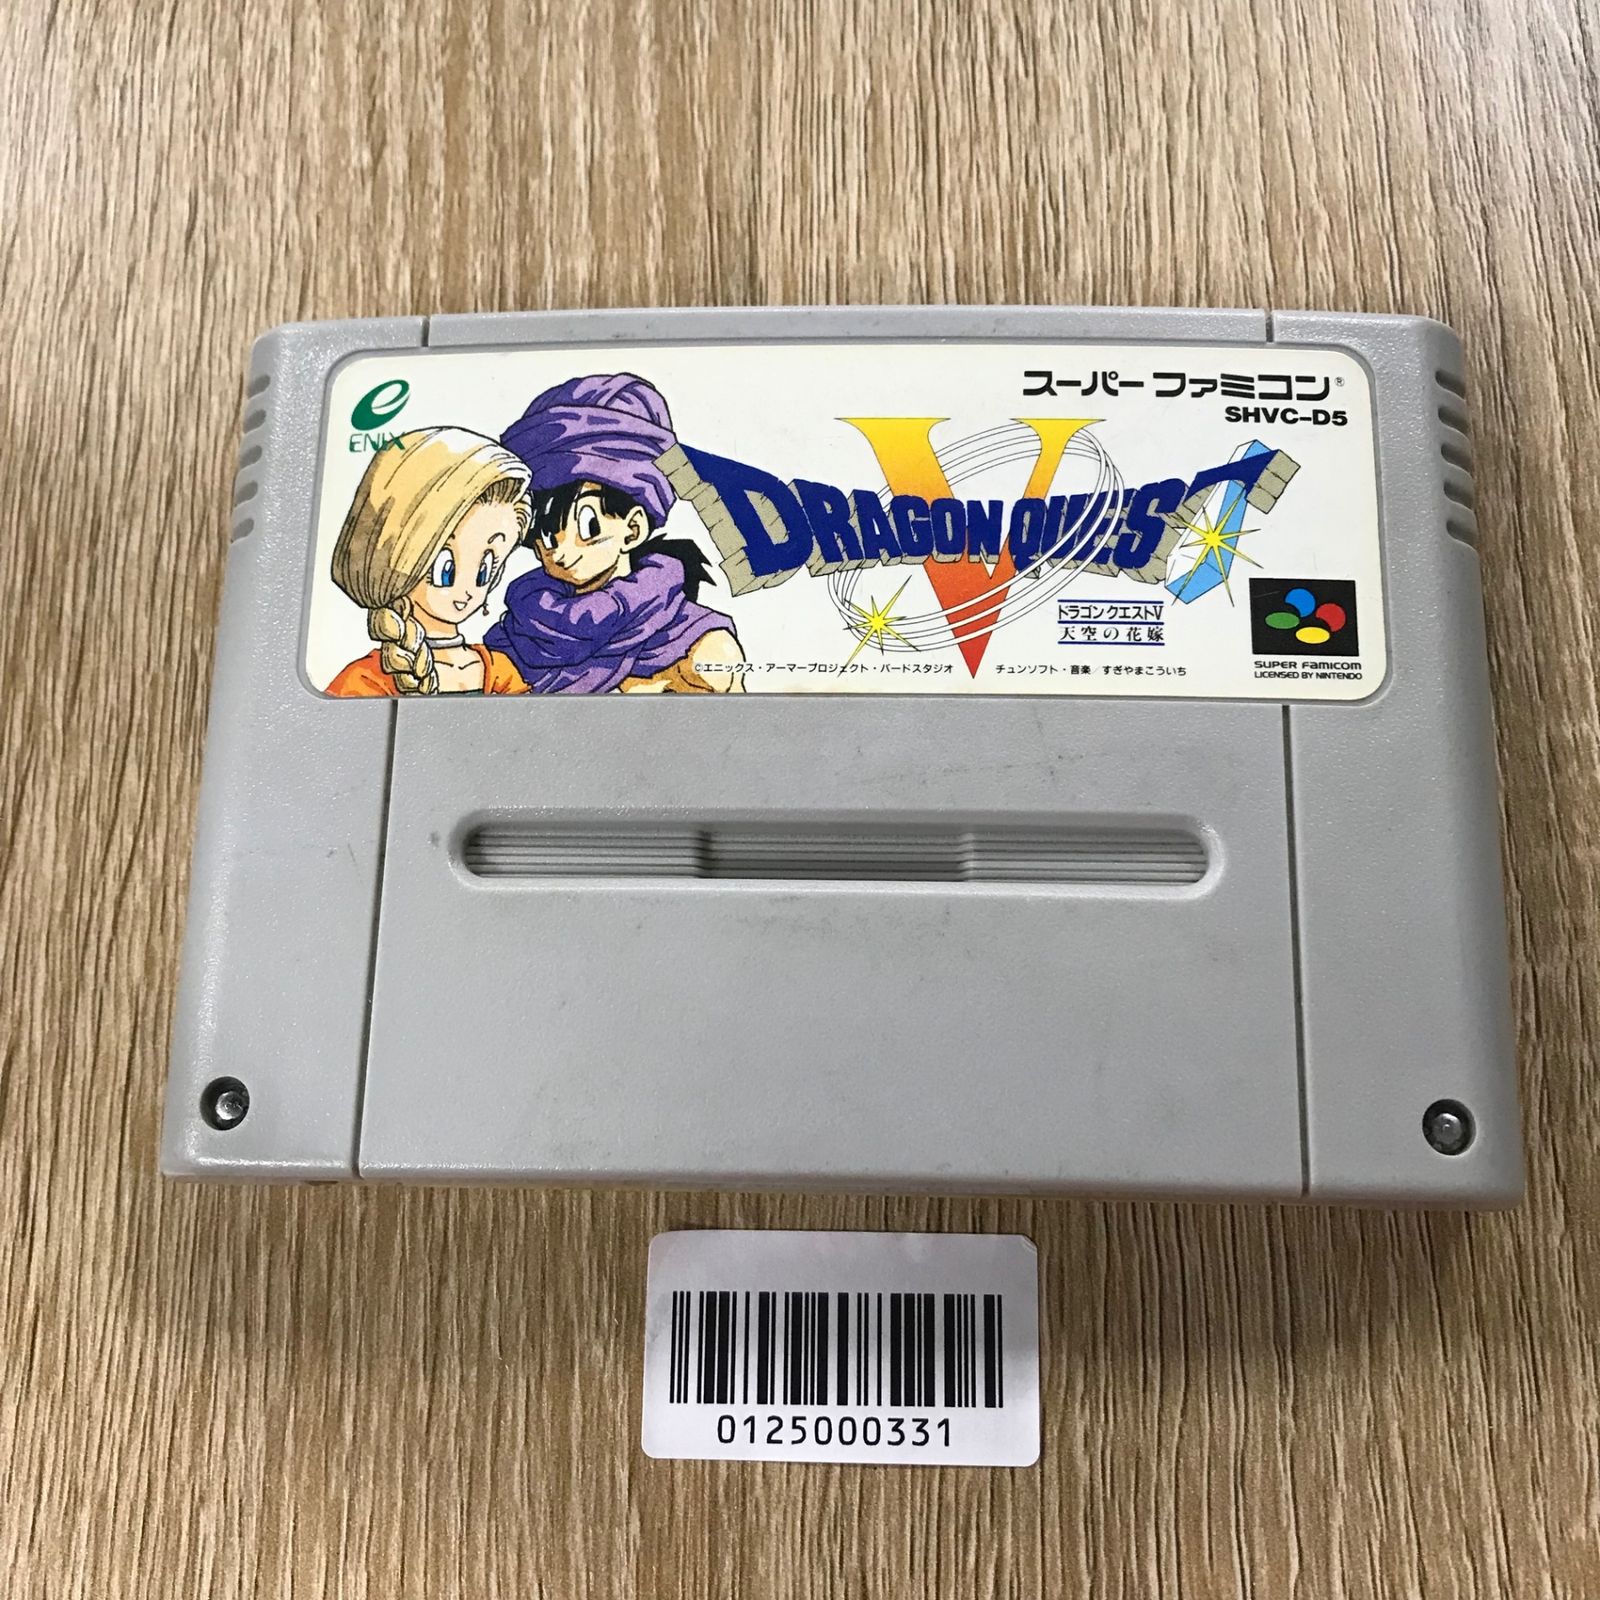 ENIX
スーパーファミコン®
SHVC-D5
V
DRAGON QUEST
ドラゴンクエストV
天空の花嫁
©エニックス・アーマープロジェクト・バードスタジオ チュンソフト・音楽/すぎやまこういち
SUPER FAMICOM
LICENSED BY NINTENDO
0125000331